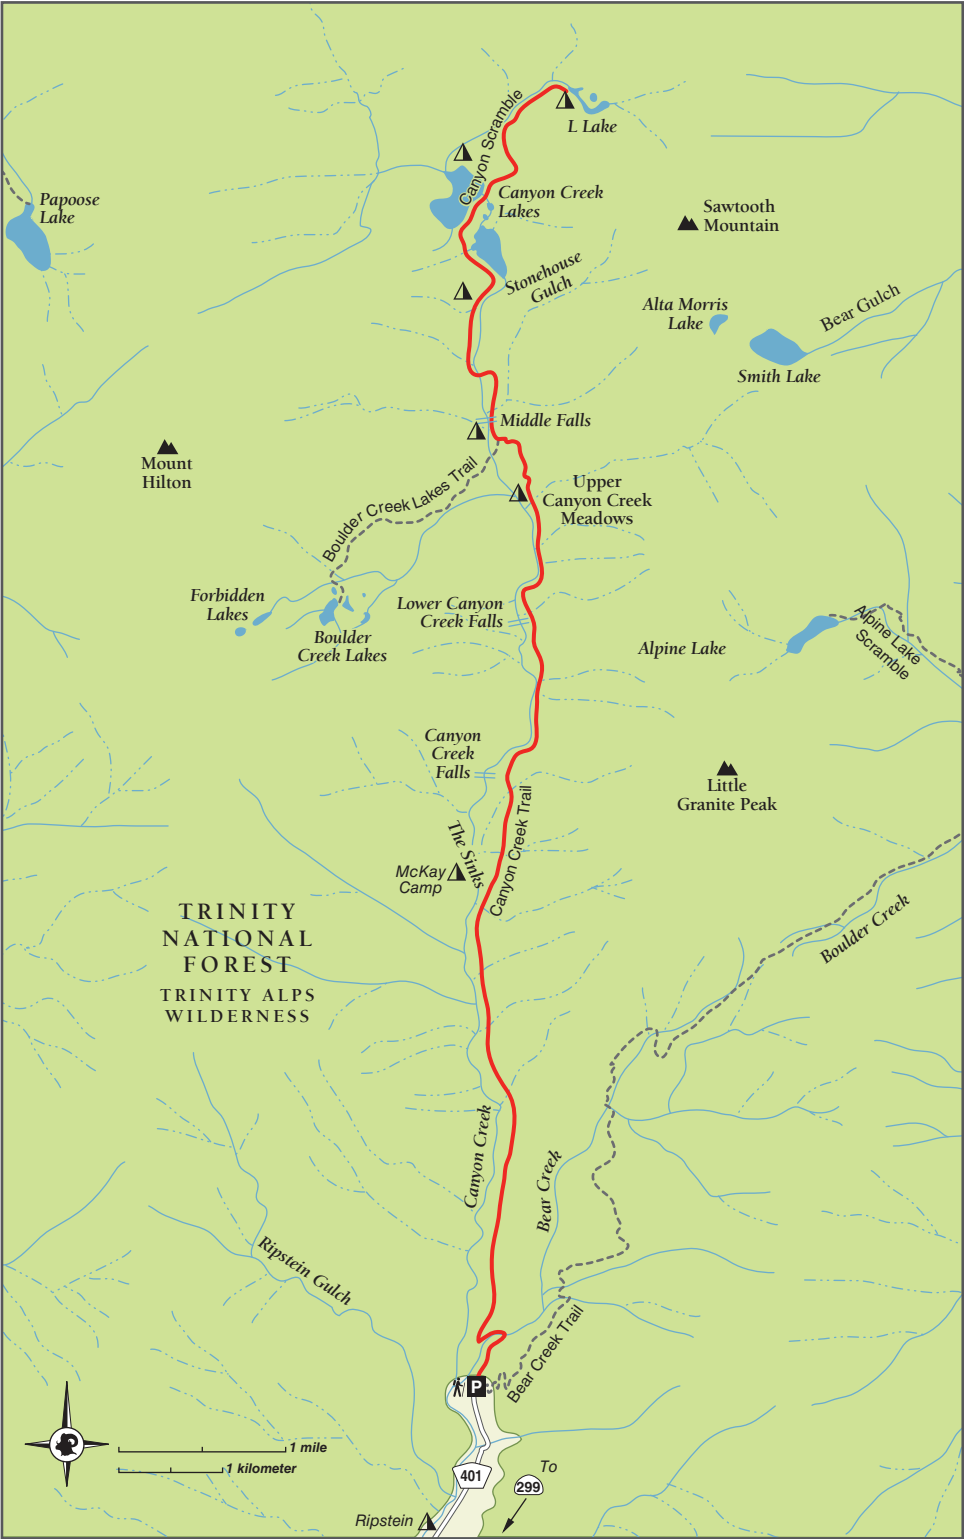 L Lake
Canyon Scramble
Papoose
Lake
Canyon Creek
Lakes
Sawtooth
Mountain
Stonehouse
Gulch
Alta Morris
Lake
Bear Gulch
Smith Lake
Middle Falls
Mount
Hilton
Boulder Creek Lakes Trail
Upper
Canyon Creek
Meadows
Forbidden
Lakes
Lower Canyon
Creek Falls
Boulder
Creek Lakes
Alpine Lake
Alpine Lake
Scramble
Canyon
Creek
Falls
Little
Granite Peak
The Sinks
Canyon Creek Trail
McKay
Camp
TRINITY
NATIONAL
FOREST
TRINITY ALPS
WILDERNESS
Boulder Creek
Canyon Creek
Bear Creek
Ripstein Gulch
Bear Creek Trail
P
1 mile
1 kilometer
401
To
299
Ripstein